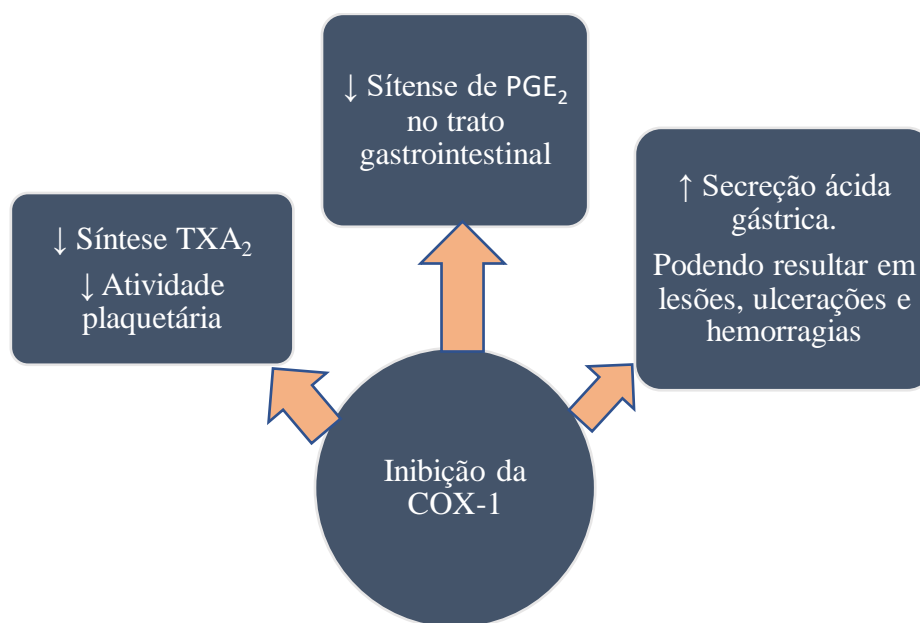 ↓ Sítense de PGE₂
no trato
gastrointestinal
↓ Síntese TXA₂
↓ Atividade
plaquetária
↑ Secreção ácida
gástrica.
Podendo resultar em
lesões, ulcerações e
hemorragias
Inibição da
COX-1